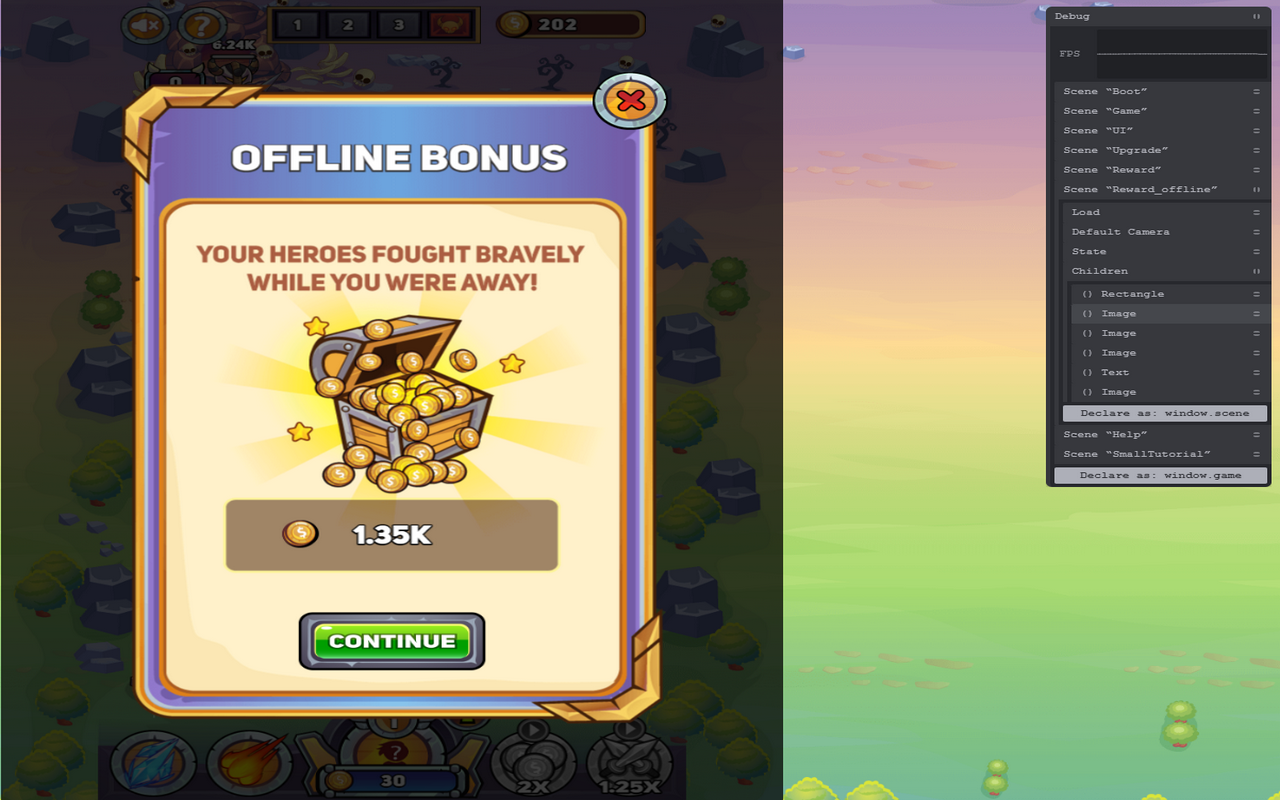 ?
1 2 3
202
6.24K
0
OFFLINE BONUS
YOUR HEROES FOUGHT BRAVELY
WHILE YOU WERE AWAY!
1.35K
CONTINUE
?
30
2X
1.25X
Debug
FPS
Scene “Boot”
Scene “Game”
Scene “UI”
Scene “Upgrade”
Scene “Reward”
Scene “Reward_offline”
Load
Default Camera
State
Children
() Rectangle
() Image
() Image
() Image
() Text
() Image
Declare as: window.scene
Scene “Help”
Scene “SmallTutorial”
Declare as: window.game